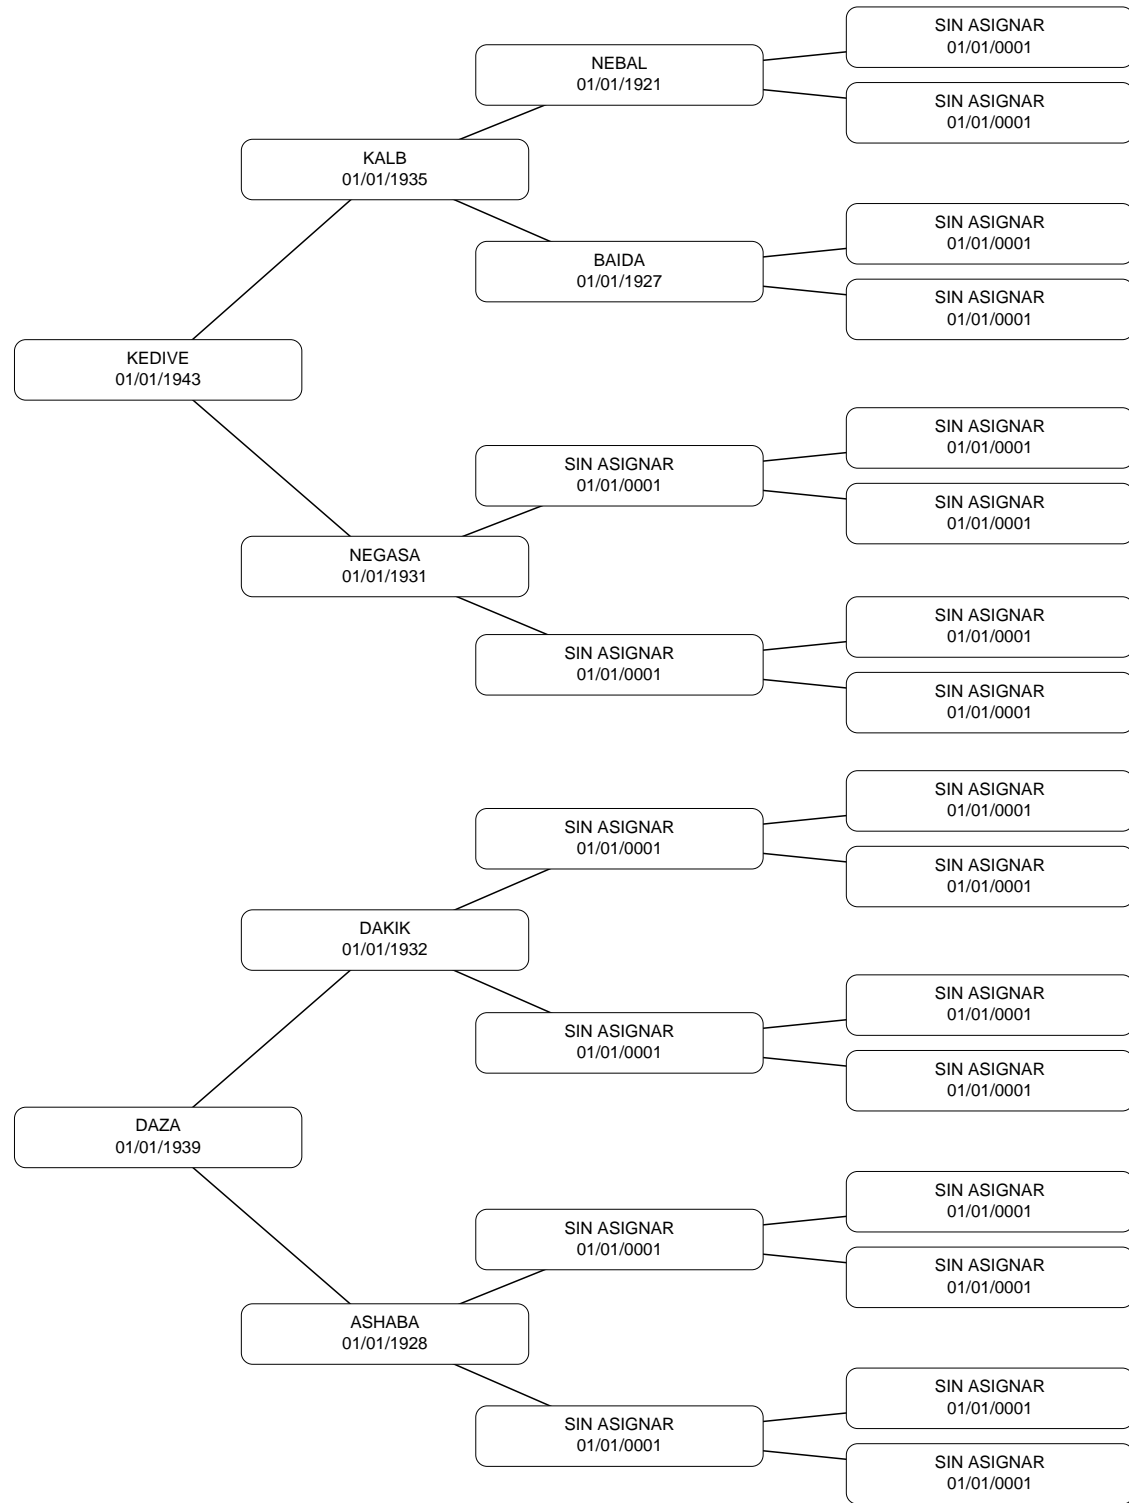 SIN ASIGNAR
01/01/0001
NEBAL
01/01/1921
SIN ASIGNAR
01/01/0001
KALB
01/01/1935
SIN ASIGNAR
01/01/0001
BAIDA
01/01/1927
SIN ASIGNAR
01/01/0001
KEDIVE
01/01/1943
SIN ASIGNAR
01/01/0001
SIN ASIGNAR
01/01/0001
SIN ASIGNAR
01/01/0001
NEGASA
01/01/1931
SIN ASIGNAR
01/01/0001
SIN ASIGNAR
01/01/0001
SIN ASIGNAR
01/01/0001
SIN ASIGNAR
01/01/0001
SIN ASIGNAR
01/01/0001
SIN ASIGNAR
01/01/0001
DAKIK
01/01/1932
SIN ASIGNAR
01/01/0001
SIN ASIGNAR
01/01/0001
SIN ASIGNAR
01/01/0001
DAZA
01/01/1939
SIN ASIGNAR
01/01/0001
SIN ASIGNAR
01/01/0001
SIN ASIGNAR
01/01/0001
ASHABA
01/01/1928
SIN ASIGNAR
01/01/0001
SIN ASIGNAR
01/01/0001
SIN ASIGNAR
01/01/0001